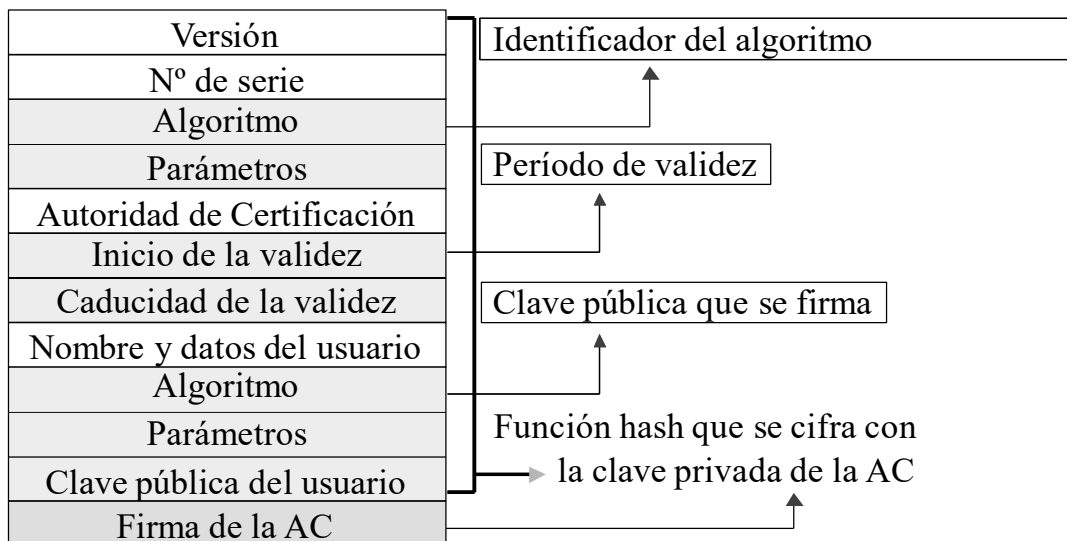 Versión
Nº de serie
Algoritmo
Parámetros
Autoridad de Certificación
Inicio de la validez
Caducidad de la validez
Nombre y datos del usuario
Algoritmo
Parámetros
Clave pública del usuario
Firma de la AC
Identificador del algoritmo
Período de validez
Clave pública que se firma
Función hash que se cifra con
la clave privada de la AC